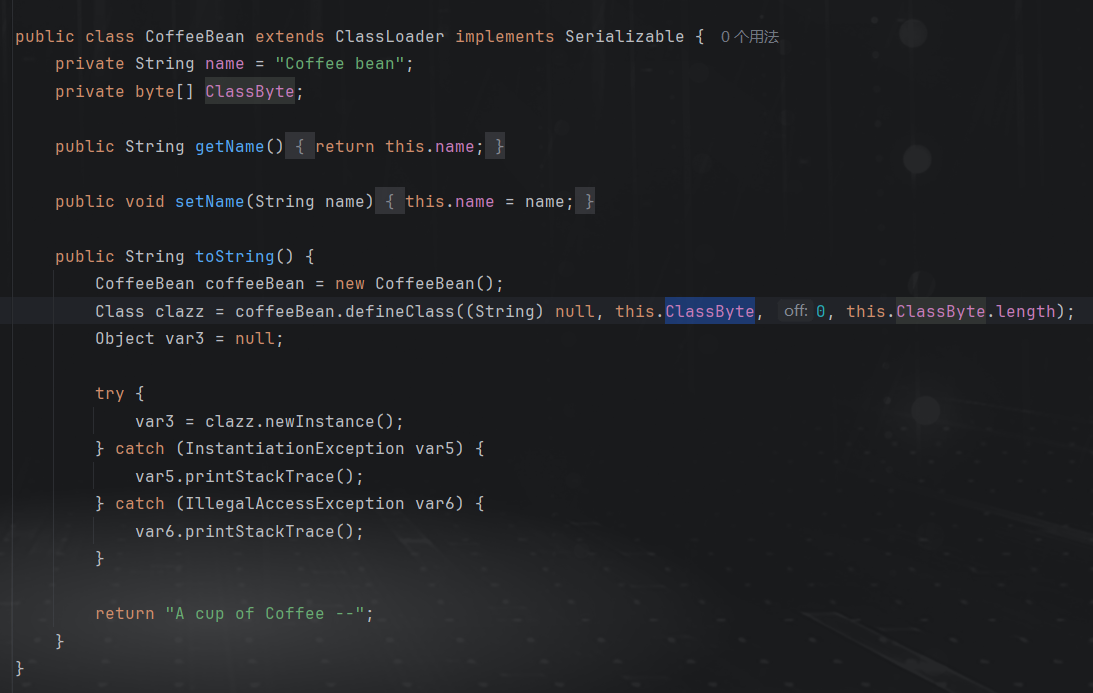 public class CoffeeBean extends ClassLoader implements Serializable { 0 个用法
    private String name = "Coffee bean";
    private byte[] ClassByte;

    public String getName() { return this.name; }

    public void setName(String name) { this.name = name; }

    public String toString() {
        CoffeeBean coffeeBean = new CoffeeBean();
        Class clazz = coffeeBean.defineClass((String) null, this.ClassByte, off: 0, this.ClassByte.length);
        Object var3 = null;

        try {
            var3 = clazz.newInstance();
        } catch (InstantiationException var5) {
            var5.printStackTrace();
        } catch (IllegalAccessException var6) {
            var6.printStackTrace();
        }

        return "A cup of Coffee --";
    }
}